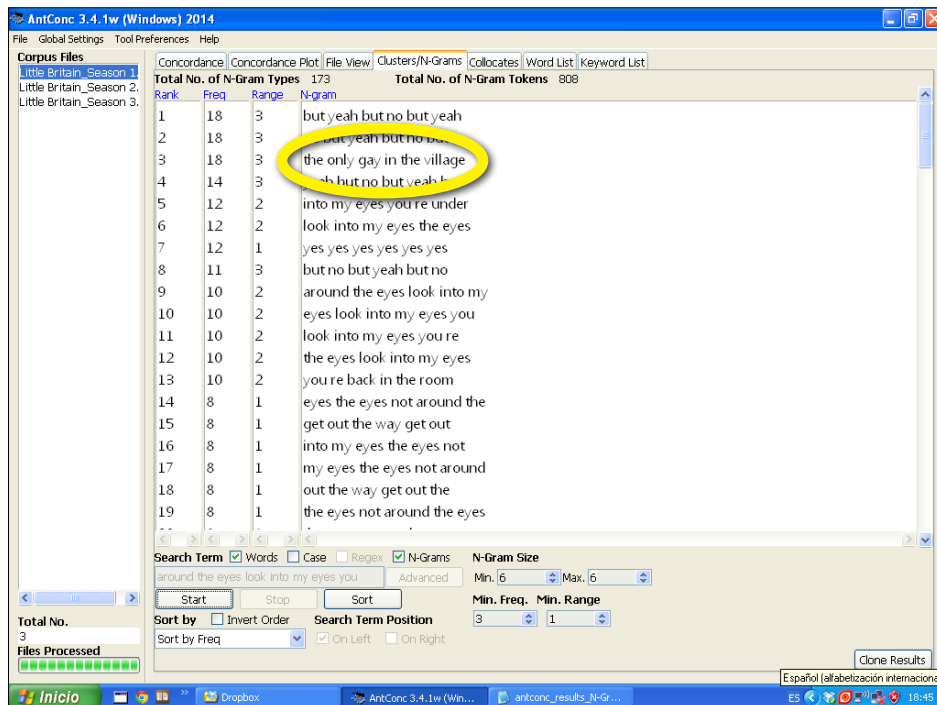 AntConc 3.4.1w (Windows) 2014
File Global Settings Tool Preferences Help
Corpus Files
Little Britain_Season 1.
Little Britain_Season 2.
Little Britain_Season 3.
Concordance Concordance Plot File View Clusters/N-Grams Collocates Word List Keyword List
Total No. of N-Gram Types 173 Total No. of N-Gram Tokens 808
Rank Freq Range N-gram
1 18 3 but yeah but no but yeah
2 18 3 but yeah but no
3 18 3 the only gay in the village
4 14 3 yeah but no but yeah
5 12 2 into my eyes you re under
6 12 2 look into my eyes the eyes
7 12 1 yes yes yes yes yes yes
8 11 3 but no but yeah but no
9 10 2 around the eyes look into my
10 10 2 eyes look into my eyes you
11 10 2 look into my eyes you re
12 10 2 the eyes look into my eyes
13 10 2 you re back in the room
14 8 1 eyes the eyes not around the
15 8 1 get out the way get out
16 8 1 into my eyes the eyes not
17 8 1 my eyes the eyes not around
18 8 1 out the way get out the
19 8 1 the eyes not around the eyes
Search Term Words Case Regex N-Grams N-Gram Size
around the eyes look into my eyes you Advanced Min. 6 Max. 6
Start Stop Sort Min. Freq. Min. Range
Sort by Invert Order Search Term Position 3 1
Sort by Freq On Left On Right
Total No.
3
Files Processed
Clone Results
Español (alfabetización internaciona
Inicio Dropbox AntConc 3.4.1w (Win... antconc_results_N-Gr... ES 18:45